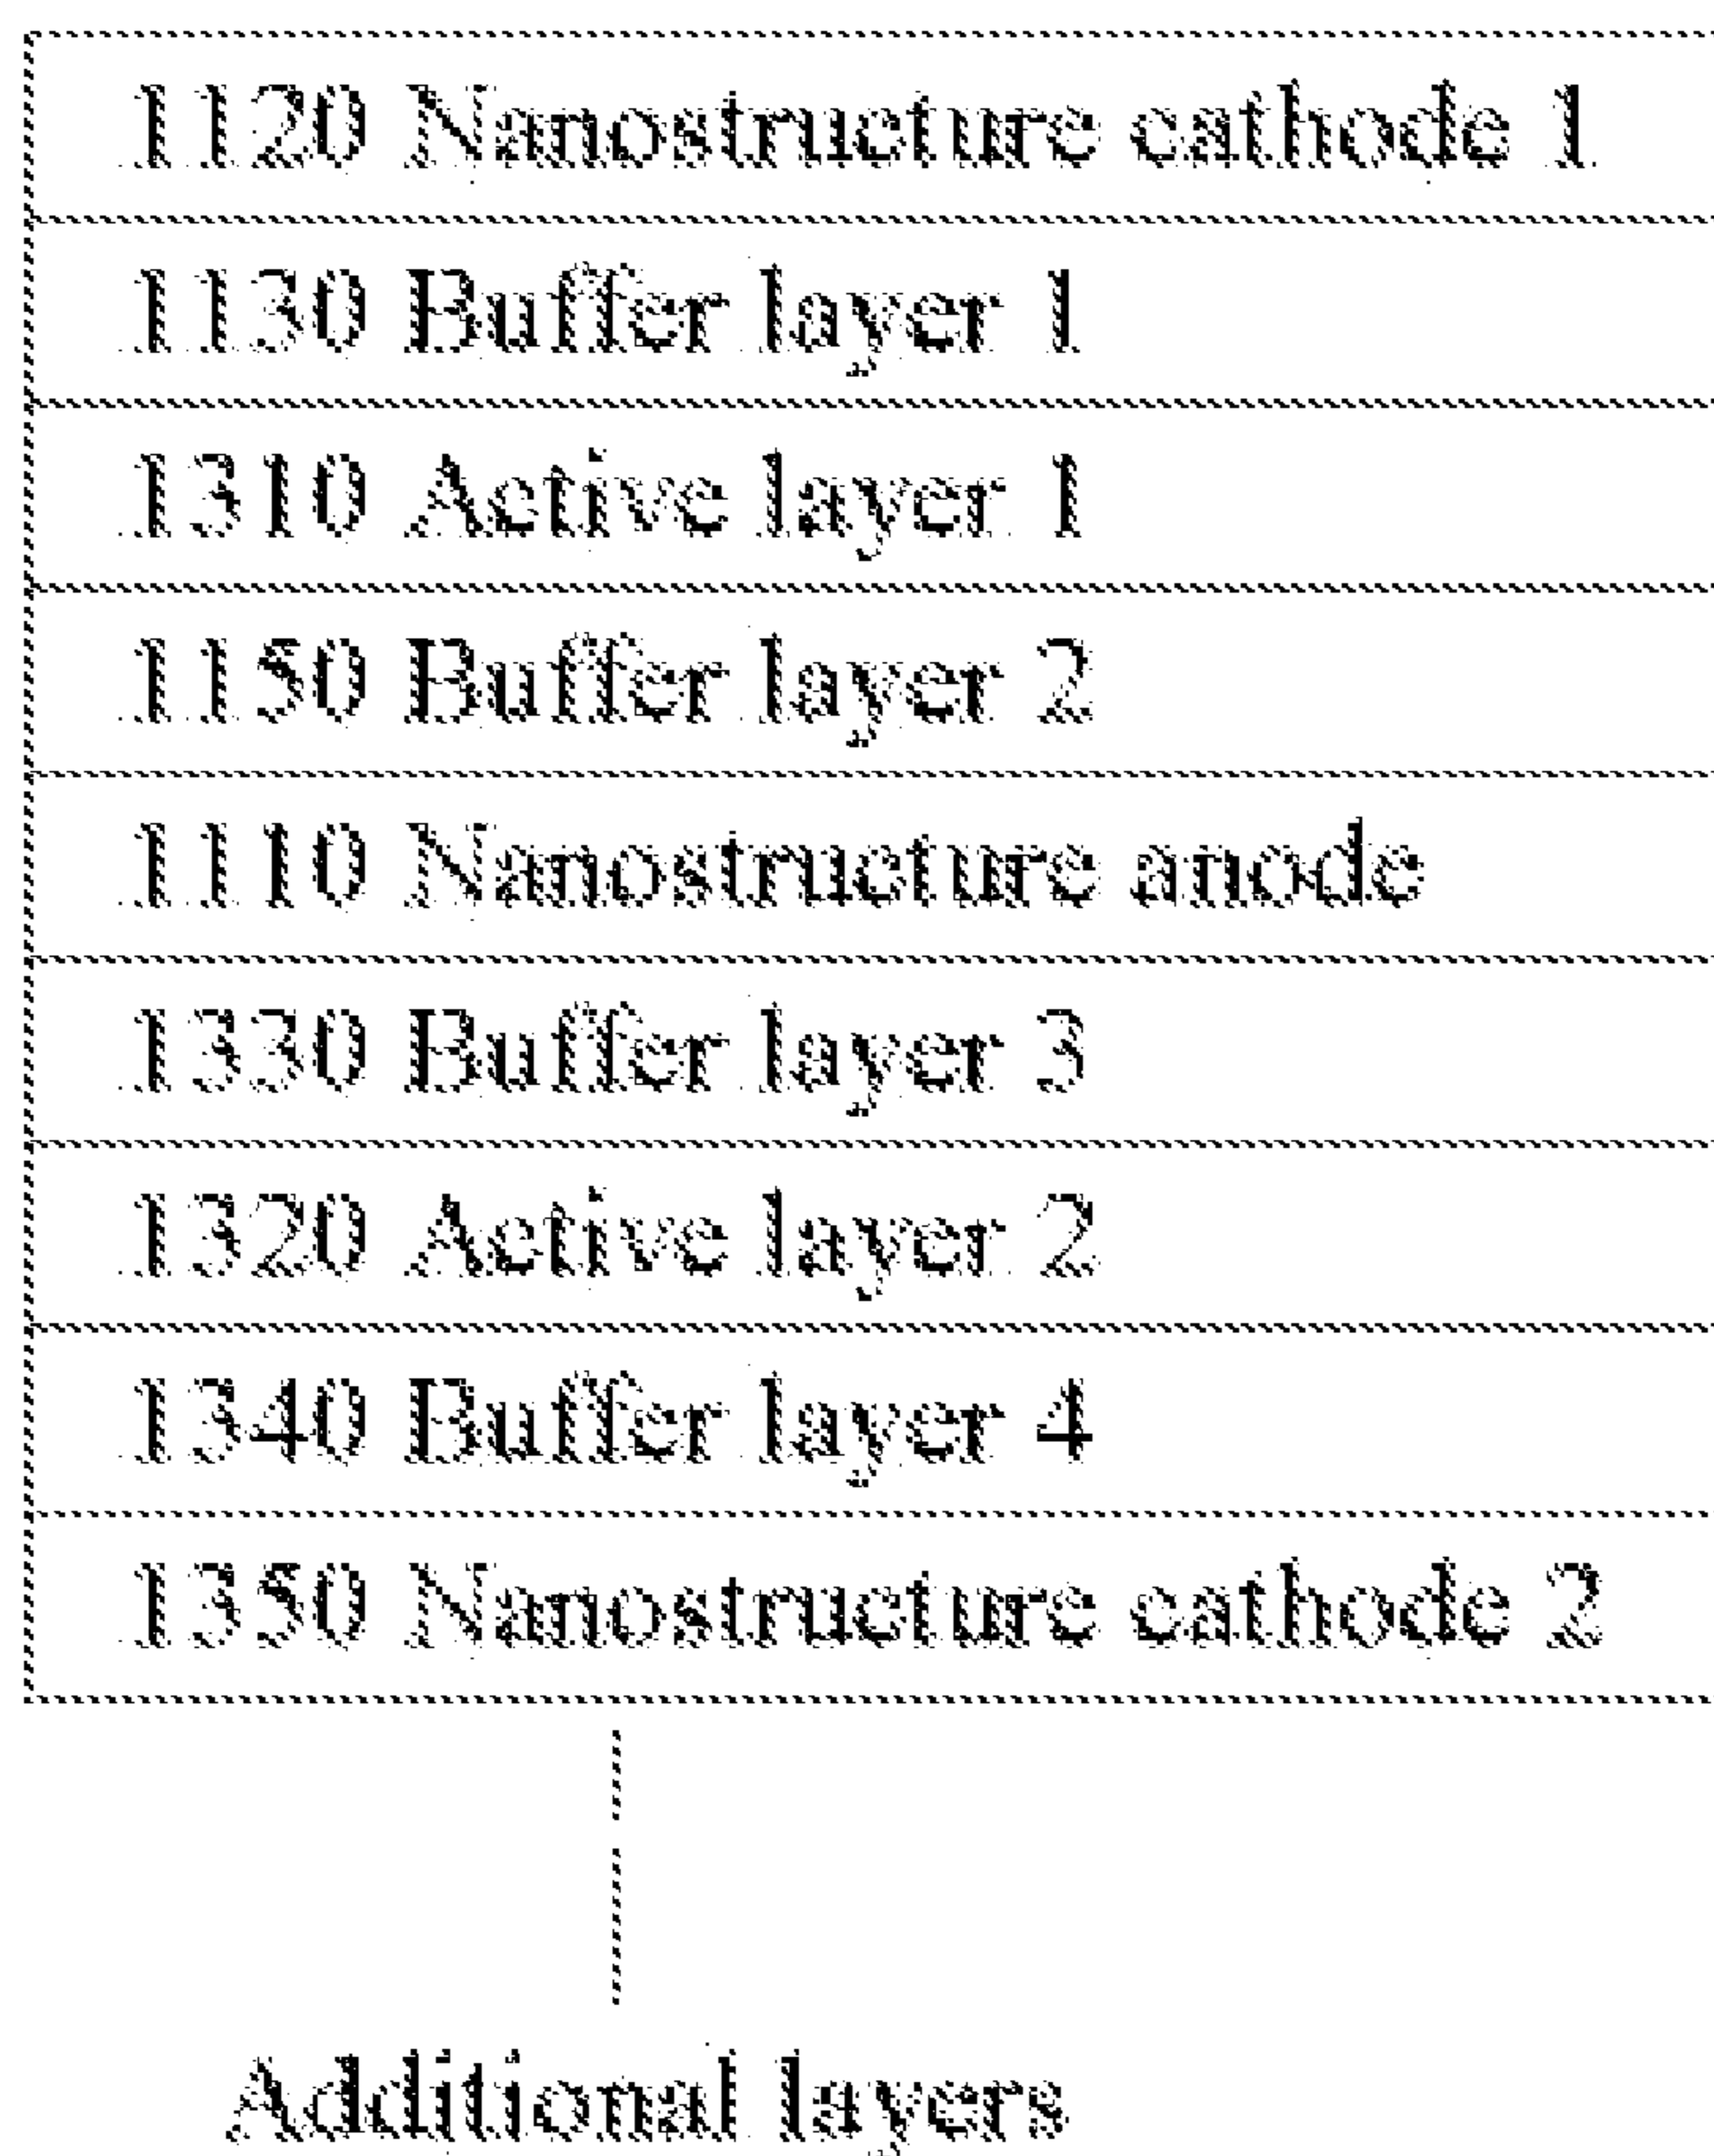 1120 Nanostructure cathode 1
1130 Buffer layer 1
1310 Active layer 1
1150 Buffer layer 2
1110 Nanostructure anode
1330 Buffer layer 3
1320 Active layer 2
1340 Buffer layer 4
1350 Nanostructure cathode 2
Additional layers